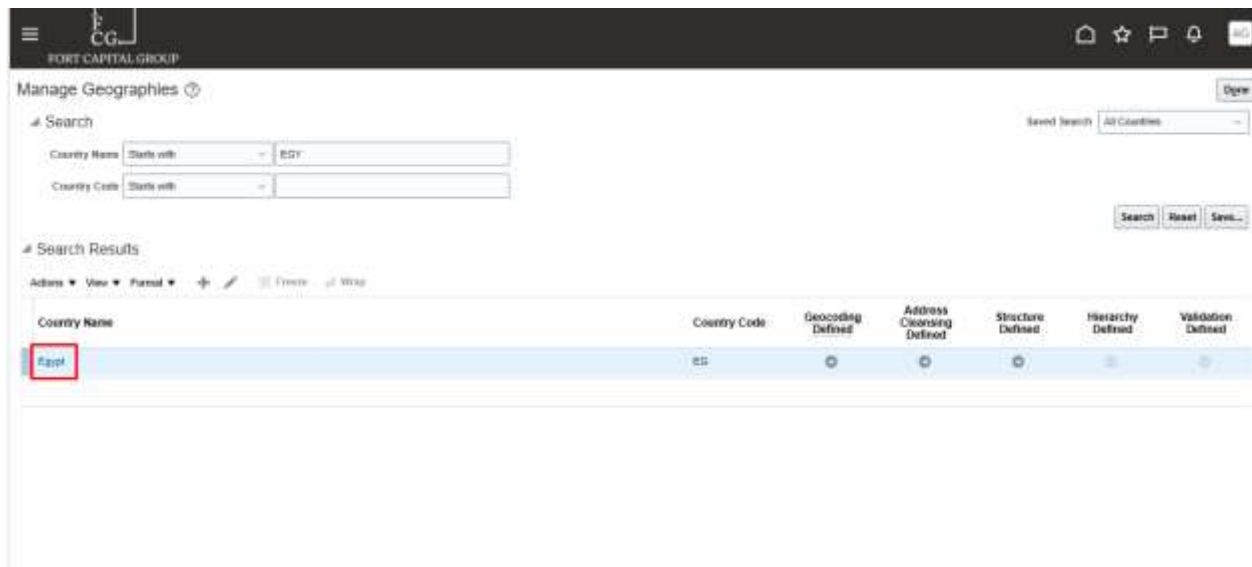 F
CG
FORT CAPITAL GROUP
AG
Manage Geographies
Done
Search
Saved Search All Countries
Country Name Starts with EGY
Country Code Starts with
Search Reset Save...
Search Results
Actions View Format Freeze Wrap
Country Name Country Code Geocoding Defined Address Cleansing Defined Structure Defined Hierarchy Defined Validation Defined
Egypt EG